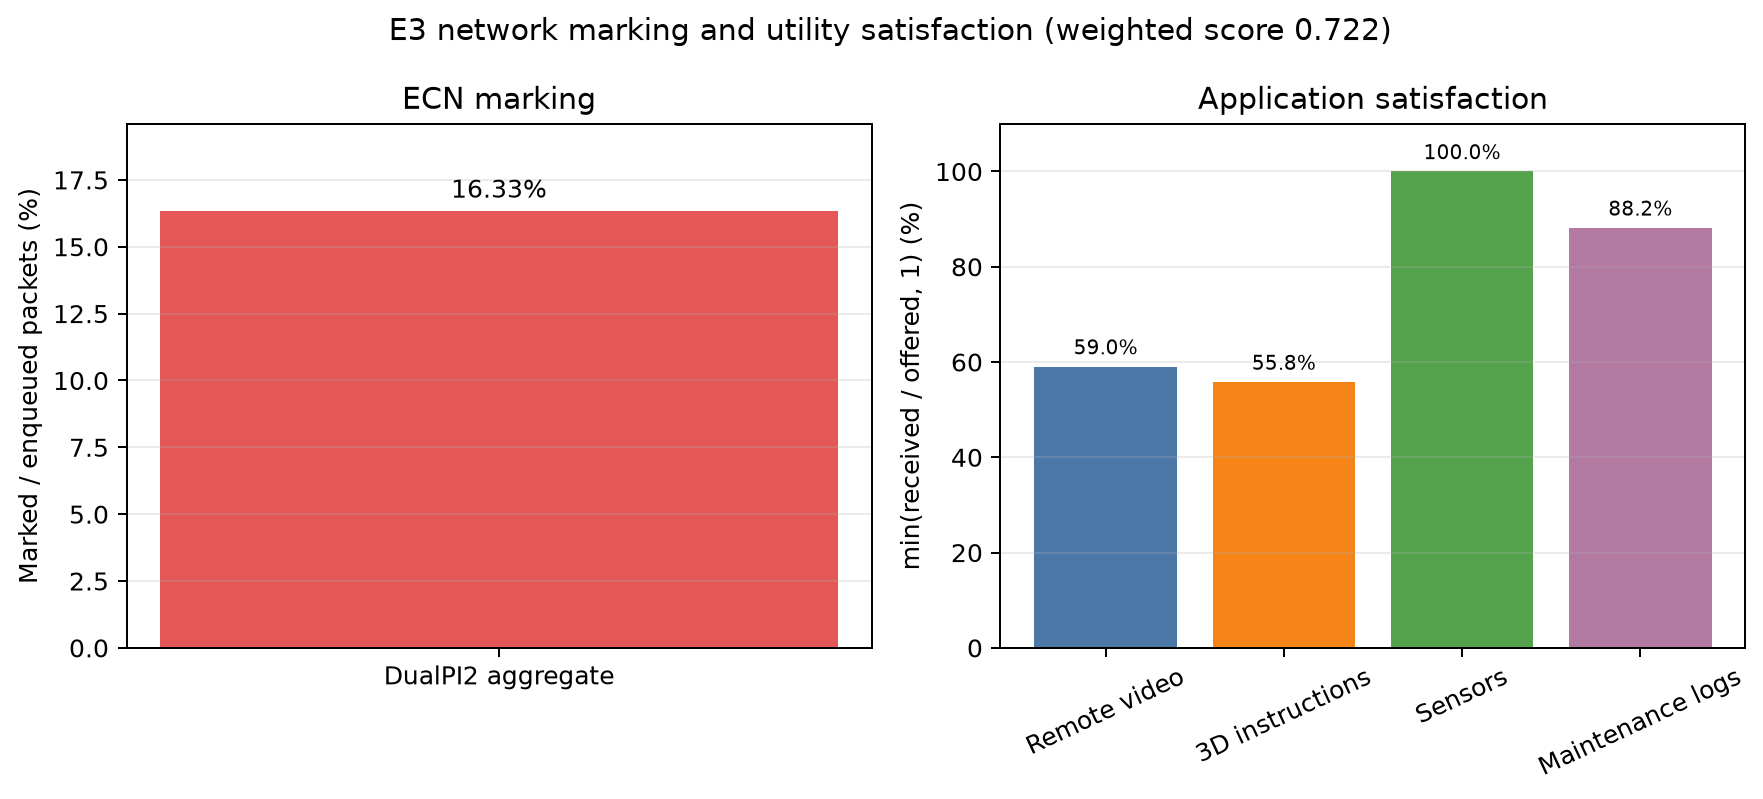 E3 network marking and utility satisfaction (weighted score 0.722)
ECN marking
Marked / enqueued packets (%)
17.5
15.0
12.5
10.0
7.5
5.0
2.5
0.0
16.33%
DualPI2 aggregate
Application satisfaction
min(received / offered, 1) (%)
100
80
60
40
20
0
59.0%
55.8%
100.0%
88.2%
Remote video
3D instructions
Sensors
Maintenance logs